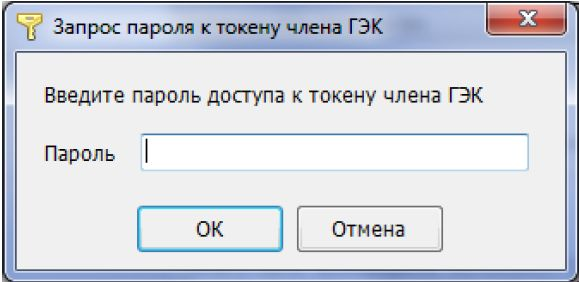 Запрос пароля к токену члена ГЭК
Введите пароль доступа к токену члена ГЭК
Пароль
ОК
Отмена